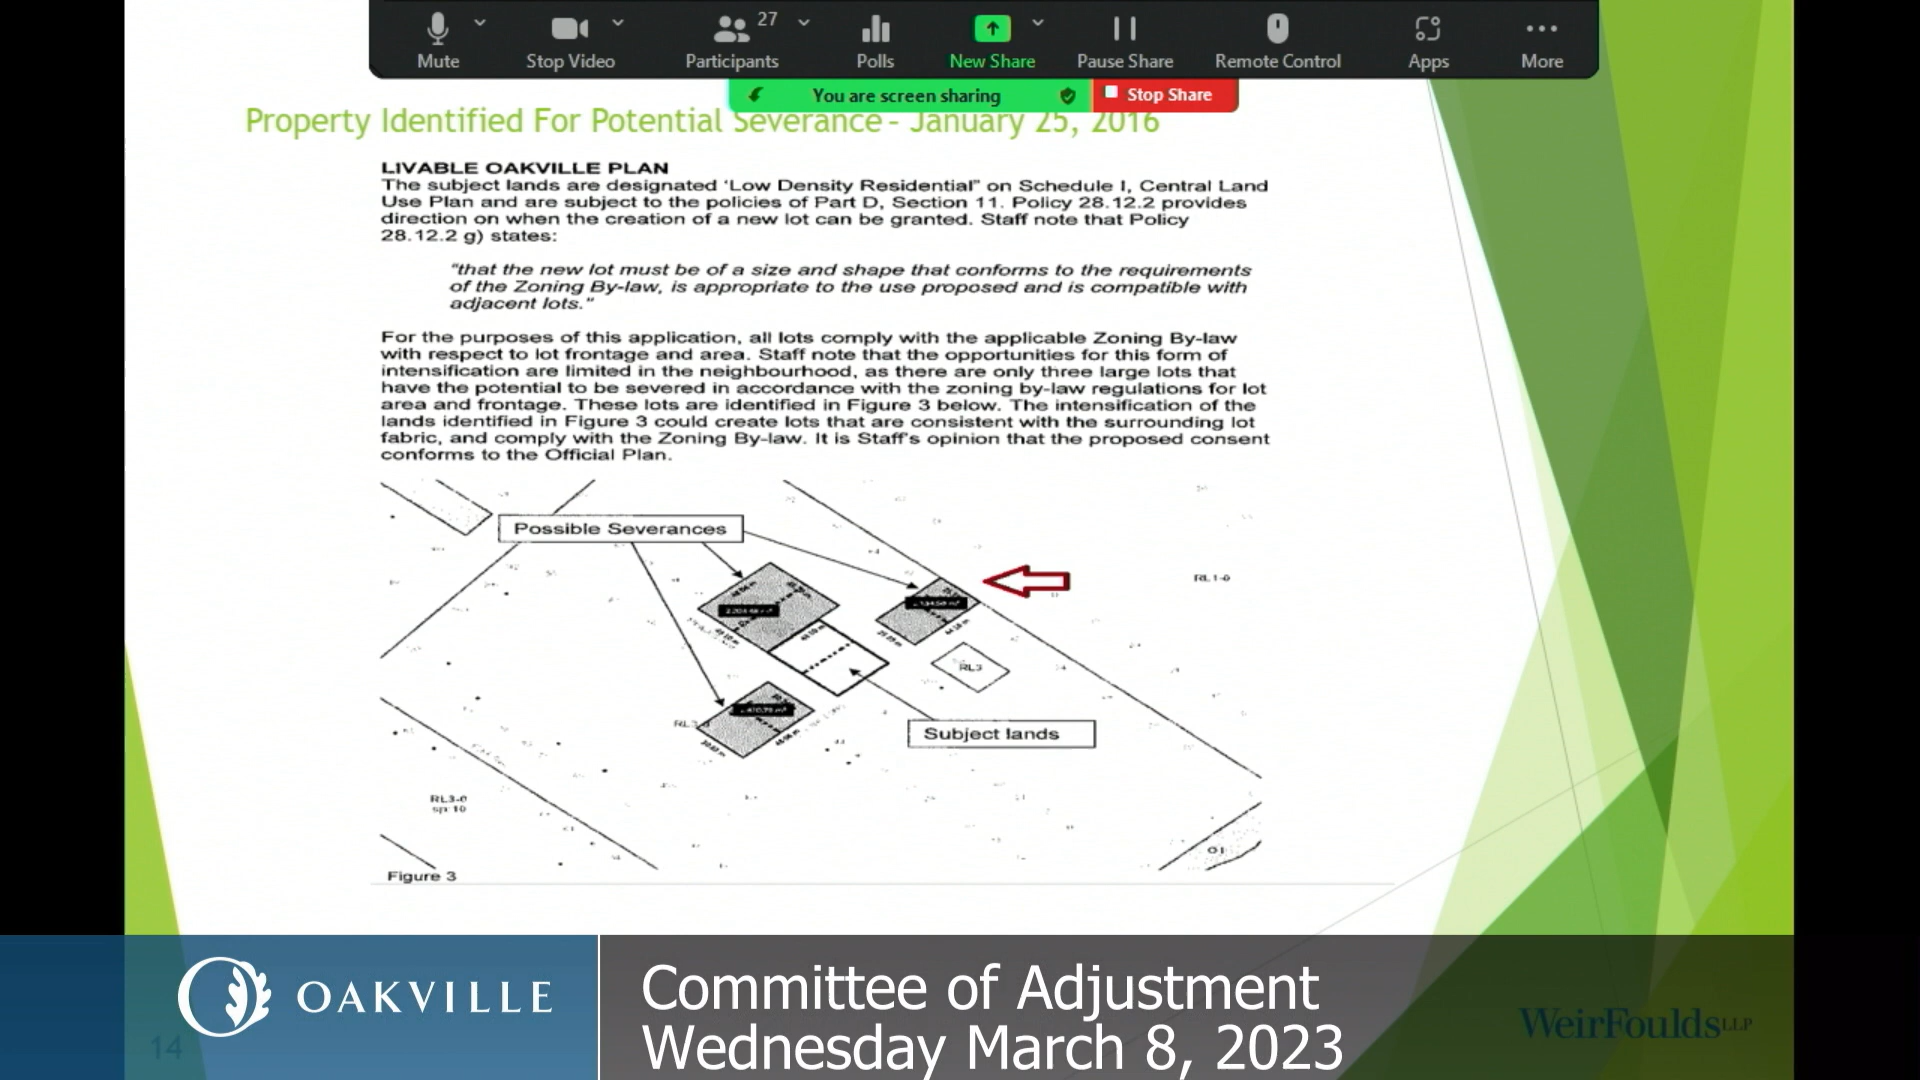 27
Mute
Stop Video
Participants
Polls
New Share
Pause Share
Remote Control
Apps
More
You are screen sharing
Stop Share
Property Identified For Potential Severance - January 25, 2016
LIVABLE OAKVILLE PLAN
The subject lands are designated 'Low Density Residential" on Schedule I, Central Land
Use Plan and are subject to the policies of Part D, Section 11. Policy 28.12.2 provides
direction on when the creation of a new lot can be granted. Staff note that Policy
28.12.2 g) states:
"that the new lot must be of a size and shape that conforms to the requirements
of the Zoning By-law, is appropriate to the use proposed and is compatible with
adjacent lots."
For the purposes of this application, all lots comply with the applicable Zoning By-law
with respect to lot frontage and area. Staff note that the opportunities for this form of
intensification are limited in the neighbourhood, as there are only three large lots that
have the potential to be severed in accordance with the zoning by-law regulations for lot
area and frontage. These lots are identified in Figure 3 below. The intensification of the
lands identified in Figure 3 could create lots that are consistent with the surrounding lot
fabric, and comply with the Zoning By-law. It is Staff's opinion that the proposed consent
conforms to the Official Plan.
Possible Severances
RL1-0
RL3
Subject lands
RL3-0
sp: 10
O1
Figure 3
OAKVILLE
Committee of Adjustment
Wednesday March 8, 2023
WeirFoulds LLP
14